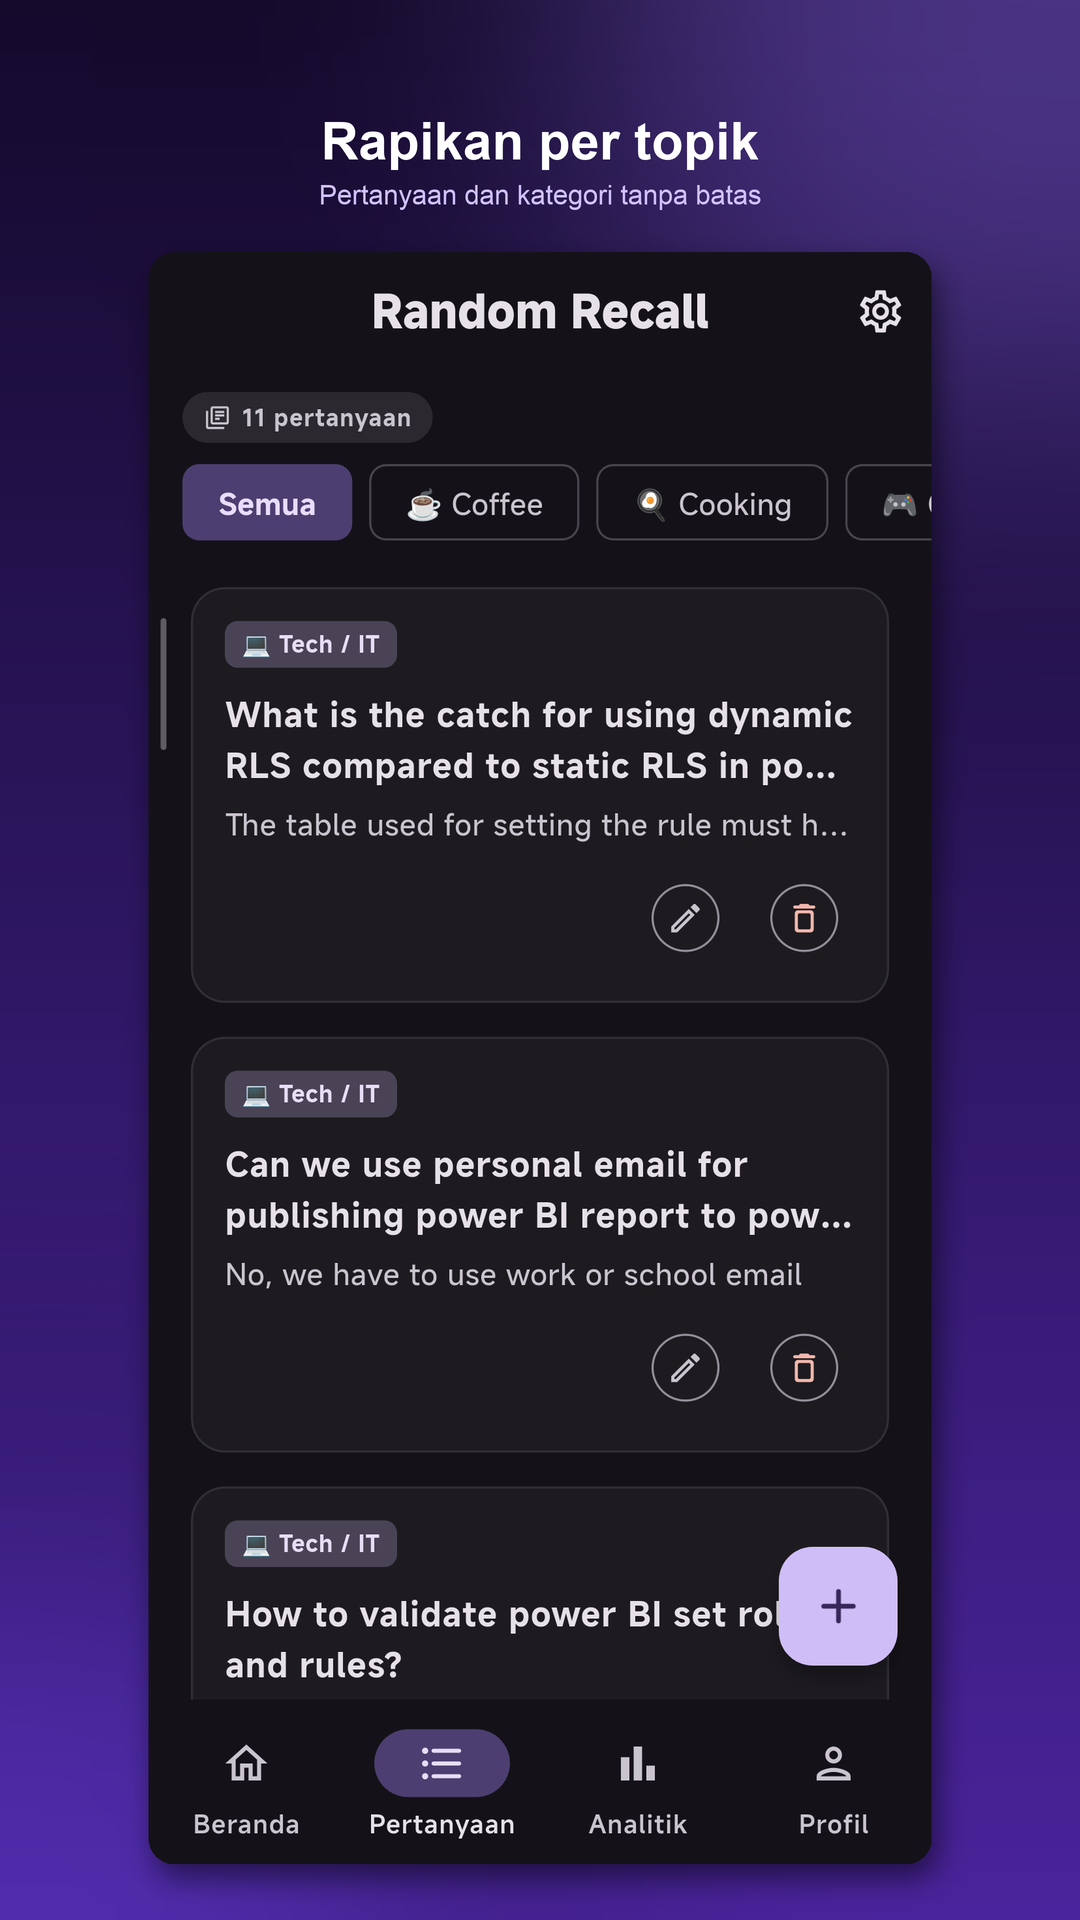 Rapikan per topik
Pertanyaan dan kategori tanpa batas
Random Recall
11 pertanyaan
Semua
Coffee
Cooking
Tech / IT
What is the catch for using dynamic
RLS compared to static RLS in po...
The table used for setting the rule must h...
Tech / IT
Can we use personal email for
publishing power BI report to pow...
No, we have to use work or school email
Tech / IT
How to validate power BI set rol
and rules?
Beranda
Pertanyaan
Analitik
Profil